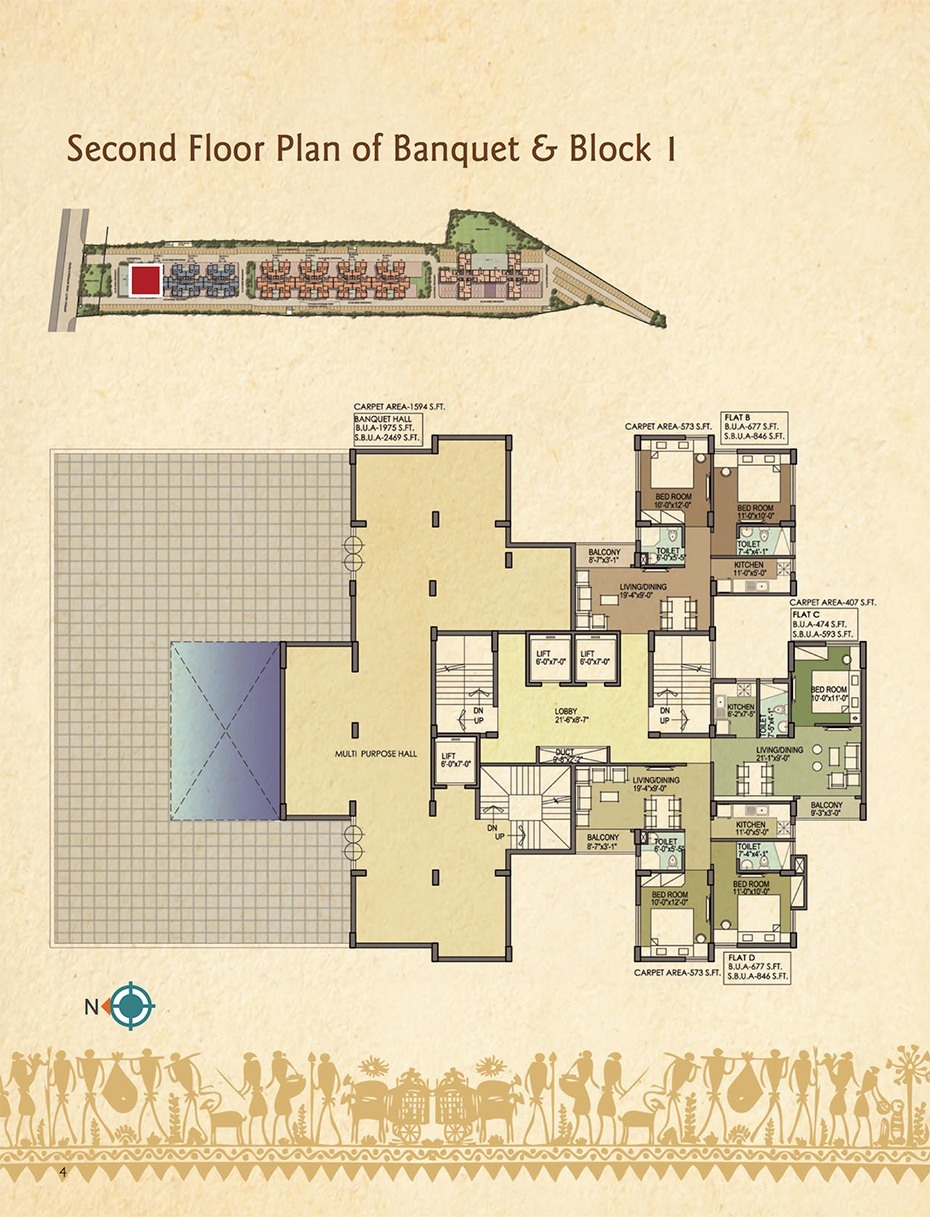 Second Floor Plan of Banquet & Block 1
CARPET AREA-1594 S.FT.
BANQUET HALL
B.U.A-1975 S.FT.
S.B.U.A-2469 S.FT.
CARPET AREA-573 S.FT.
FLAT B
B.U.A-677 S.FT.
S.B.U.A-846 S.FT.
BED ROOM
10'-0"x12'-0"
BED ROOM
11'-0"x10'-0"
TOILET
6'-0"x5'-5"
TOILET
7'-4"x4'-1"
BALCONY
8'-7"x3'-1"
KITCHEN
11'-0"x5'-0"
LIVING/DINING
19'-4"x9'-0"
CARPET AREA-407 S.FT.
FLAT C
B.U.A-474 S.FT.
S.B.U.A-593 S.FT.
LIFT
6'-0"x7'-0"
LIFT
6'-0"x7'-0"
BED ROOM
10'-0"x11'-0"
KITCHEN
6'-2"x7'-5"
TOILET
7'-5"x4'-1"
DN
UP
LOBBY
21'-6"x8'-7"
DN
UP
MULTI PURPOSE HALL
LIFT
6'-0"x7'-0"
DUCT
9'-8"x2'-2"
LIVING/DINING
21'-1"x9'-0"
LIVING/DINING
19'-4"x9'-0"
BALCONY
9'-3"x3'-0"
DN
UP
BALCONY
8'-7"x3'-1"
KITCHEN
11'-0"x5'-0"
TOILET
6'-0"x5'-5"
TOILET
7'-4"x4'-1"
BED ROOM
10'-0"x12'-0"
BED ROOM
11'-0"x10'-0"
CARPET AREA-573 S.FT.
FLAT D
B.U.A-677 S.FT.
S.B.U.A-846 S.FT.
N
4